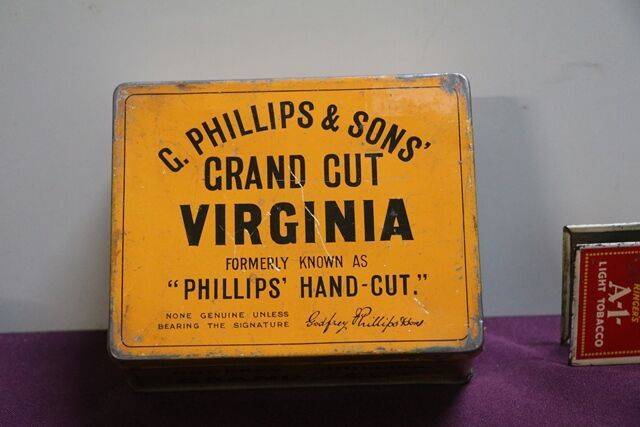 G. PHILLIPS & SONS'
GRAND CUT
VIRGINIA
FORMERLY KNOWN AS
"PHILLIPS' HAND-CUT."
NONE GENUINE UNLESS
BEARING THE SIGNATURE
Godfrey Phillips & Sons
A-1-
LIGHT TOBACCO